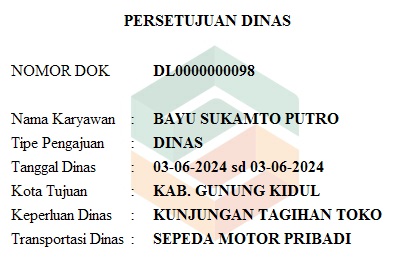 PERSETUJUAN DINAS
NOMOR DOK DL0000000098
Nama Karyawan : BAYU SUKAMTO PUTRO
Tipe Pengajuan : DINAS
Tanggal Dinas : 03-06-2024 sd 03-06-2024
Kota Tujuan : KAB. GUNUNG KIDUL
Keperluan Dinas : KUNJUNGAN TAGIHAN TOKO
Transportasi Dinas : SEPEDA MOTOR PRIBADI